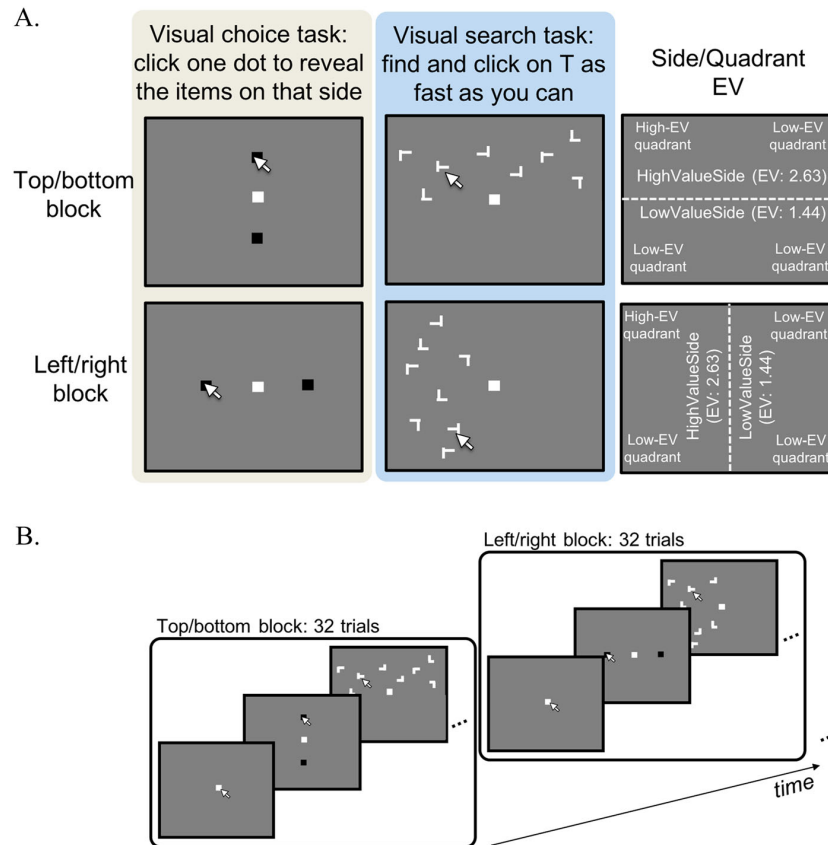 A.
Visual choice task:
click one dot to reveal
the items on that side
Visual search task:
find and click on T as
fast as you can
Side/Quadrant
EV
Top/bottom
block
High-EV
quadrant
Low-EV
quadrant
HighValueSide (EV: 2.63)
LowValueSide (EV: 1.44)
Low-EV
quadrant
Low-EV
quadrant
Left/right
block
High-EV
quadrant
Low-EV
quadrant
HighValueSide
(EV: 2.63)
LowValueSide
(EV: 1.44)
Low-EV
quadrant
Low-EV
quadrant
B.
Left/right block: 32 trials
Top/bottom block: 32 trials
time